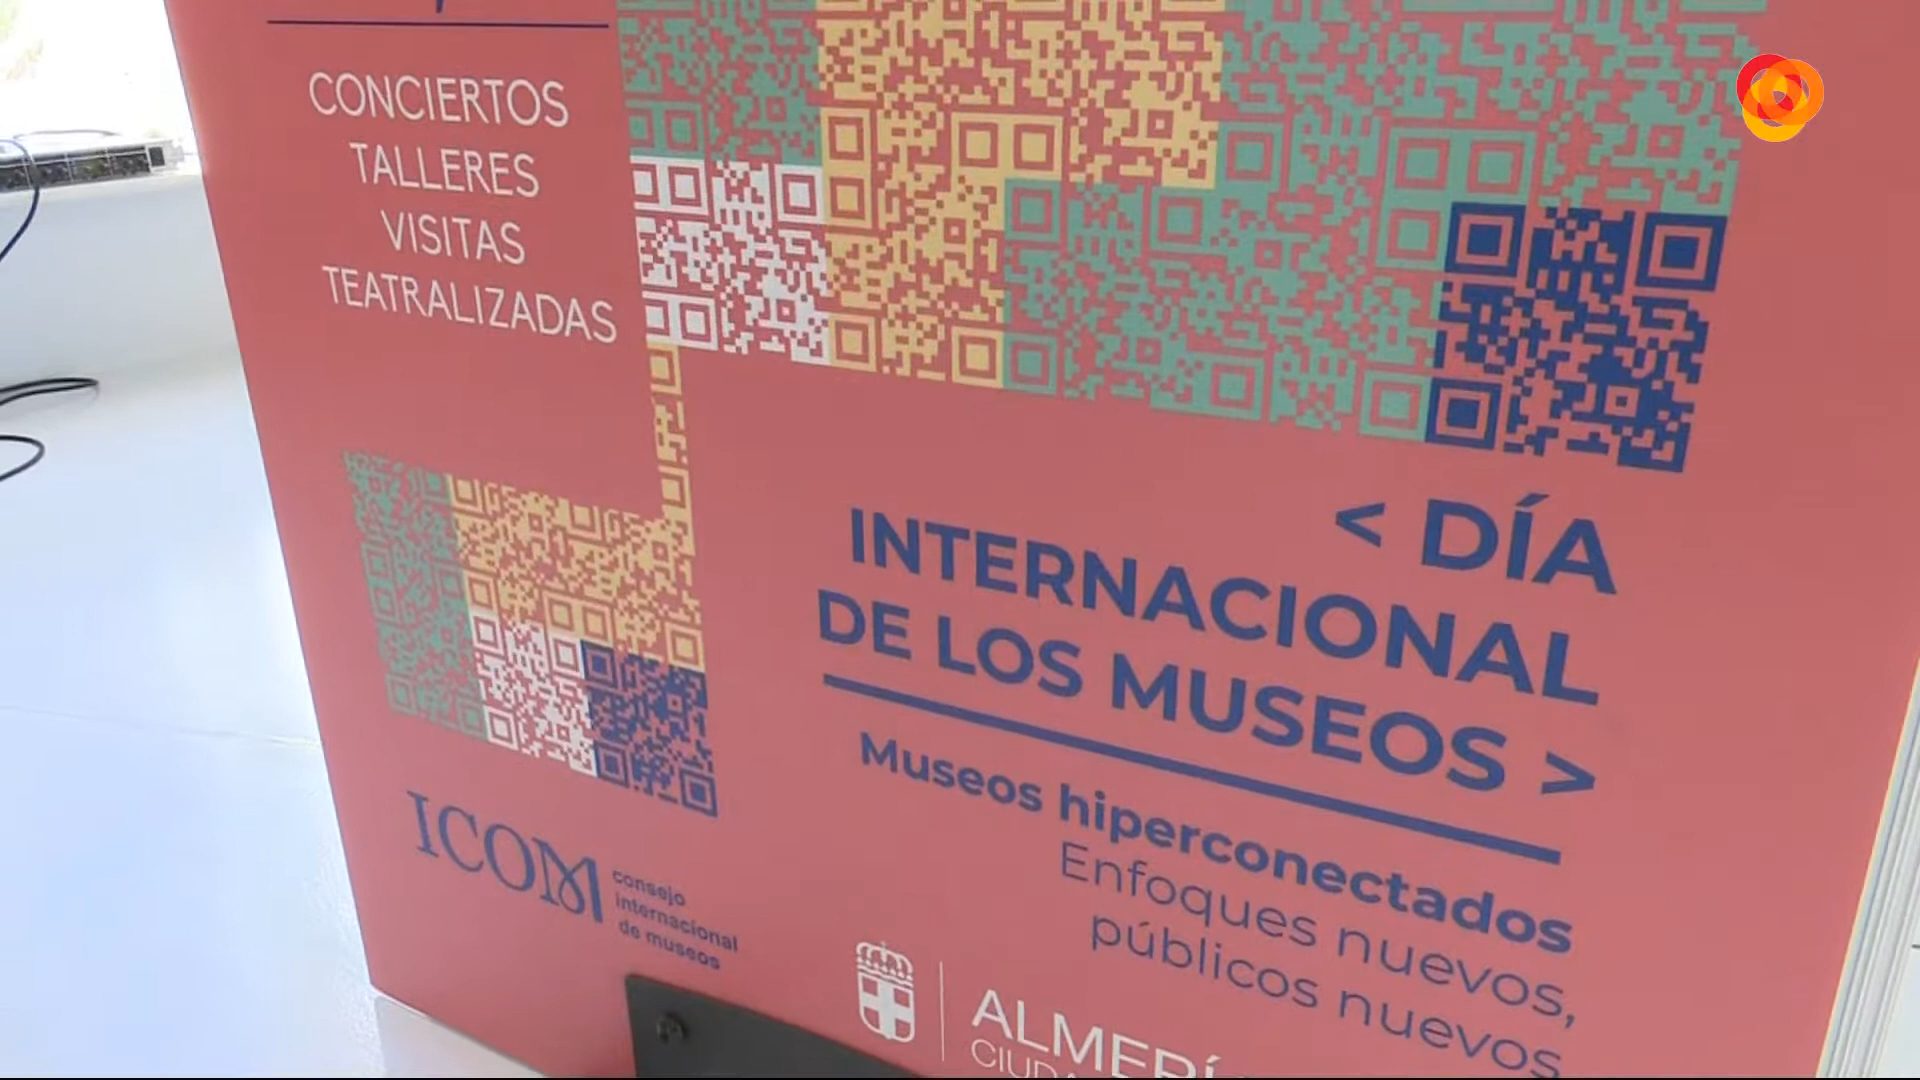 CONCIERTOS
TALLERES
VISITAS
TEATRALIZADAS
< DÍA
INTERNACIONAL
DE LOS MUSEOS >
Museos hiperconectados
Enfoques nuevos,
públicos nuevos
ICOM
consejo
internacional
de museos